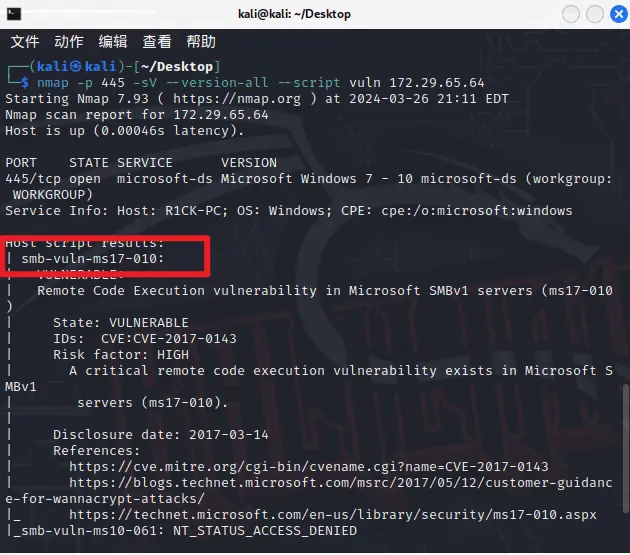 kali@kali: ~/Desktop
文件 动作 编辑 查看 帮助
┌──(kali㉿kali)-[~/Desktop]
└─$ nmap -p 445 -sV --version-all --script vuln 172.29.65.64
Starting Nmap 7.93 ( https://nmap.org ) at 2024-03-26 21:11 EDT
Nmap scan report for 172.29.65.64
Host is up (0.00046s latency).
PORT    STATE SERVICE      VERSION
445/tcp open  microsoft-ds Microsoft Windows 7 - 10 microsoft-ds (workgroup:
 WORKGROUP)
Service Info: Host: R1CK-PC; OS: Windows; CPE: cpe:/o:microsoft:windows
Host script results:
| smb-vuln-ms17-010:
|   VULNERABLE:
|   Remote Code Execution vulnerability in Microsoft SMBv1 servers (ms17-010
)
|     State: VULNERABLE
|     IDs:  CVE:CVE-2017-0143
|     Risk factor: HIGH
|       A critical remote code execution vulnerability exists in Microsoft S
MBv1
|        servers (ms17-010).
|
|     Disclosure date: 2017-03-14
|     References:
|       https://cve.mitre.org/cgi-bin/cvename.cgi?name=CVE-2017-0143
|       https://blogs.technet.microsoft.com/msrc/2017/05/12/customer-guidanc
e-for-wannacrypt-attacks/
|_      https://technet.microsoft.com/en-us/library/security/ms17-010.aspx
|_smb-vuln-ms10-061: NT_STATUS_ACCESS_DENIED